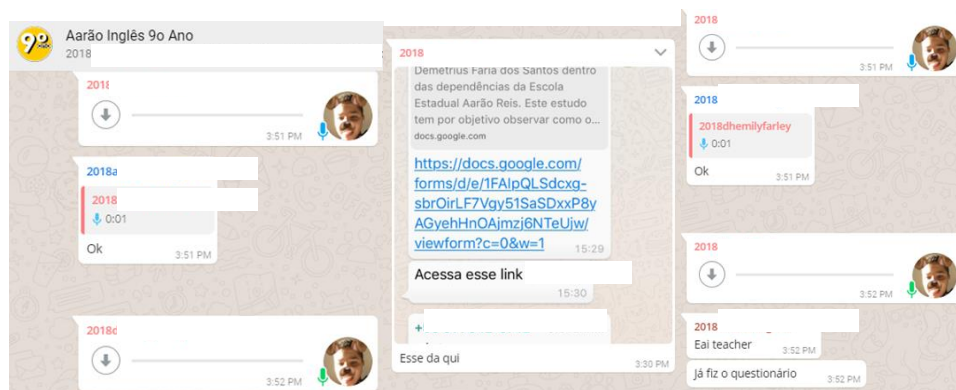 9º
Aarão Inglês 9o Ano
2018
2018
3:51 PM
2018a
2018
0:01
Ok
3:51 PM
2018d
3:52 PM
2018
Demetrius Faria dos Santos dentro
das dependências da Escola
Estadual Aarão Reis. Este estudo
tem por objetivo observar como o...
docs.google.com
https://docs.google.com/
forms/d/e/1FAIpQLSdcxg-
sbrOirLF7Vgy51SaSDxxP8y
AGyehHnOAjmzj6NTeUjw/
viewform?c=0&w=1
15:29
Acessa esse link
15:30
+
Esse da qui
3:30 PM
2018
3:51 PM
2018
2018dhemilyfarley
0:01
Ok
3:51 PM
2018
3:52 PM
2018
Eai teacher
3:52 PM
Já fiz o questionário
3:52 PM